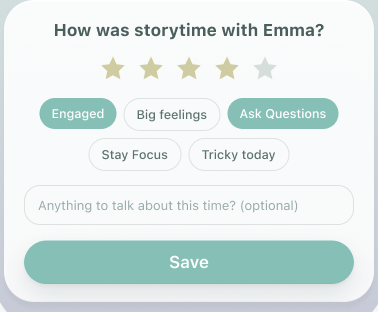 How was storytime with Emma?
Engaged
Big feelings
Ask Questions
Stay Focus
Tricky today
Anything to talk about this time? (optional)
Save